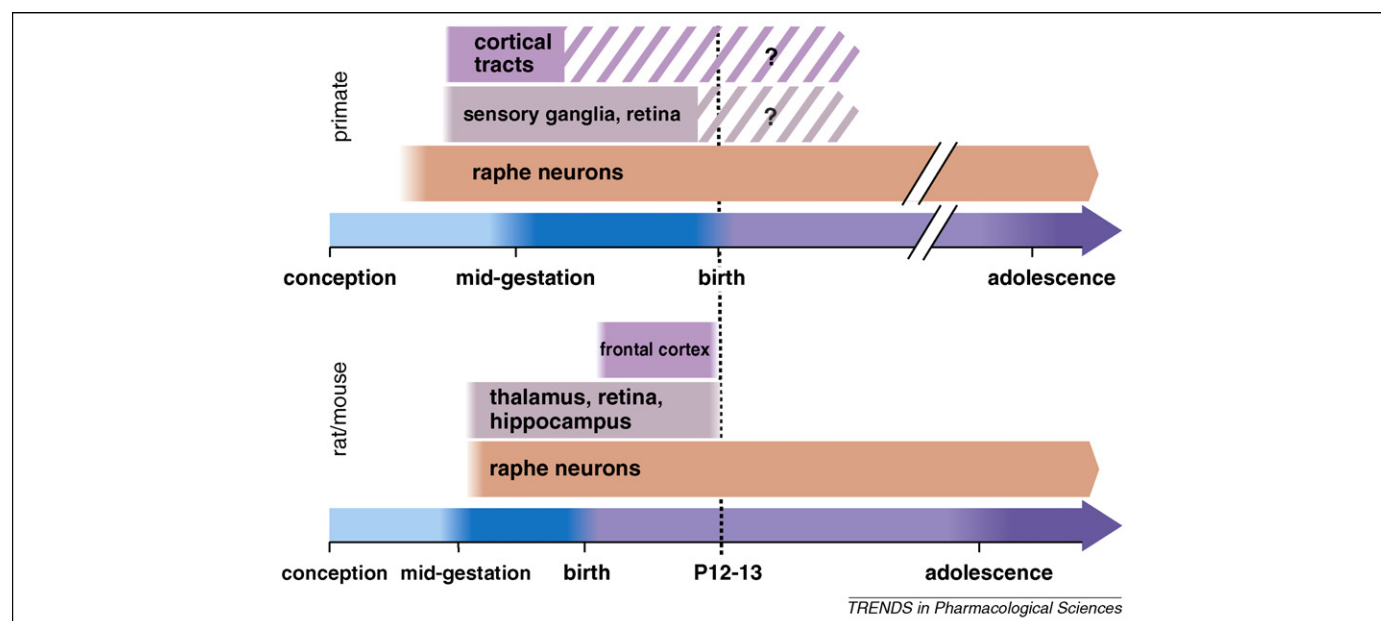 cortical
tracts
?
sensory ganglia, retina
?
primate
raphe neurons
conception
mid-gestation
birth
adolescence
frontal cortex
thalamus, retina,
hippocampus
rat/mouse
raphe neurons
conception
mid-gestation
birth
P12-13
adolescence
TRENDS in Pharmacological Sciences